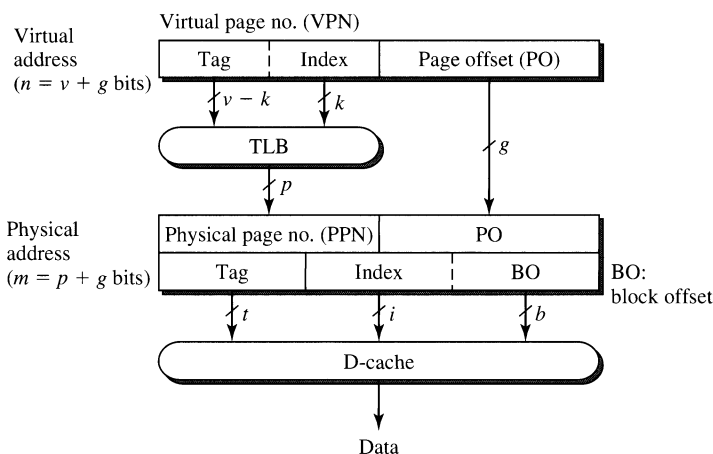 Virtual page no. (VPN)
Virtual
address
(n = v + g bits)
Tag
Index
Page offset (PO)
v − k
k
g
TLB
p
Physical
address
(m = p + g bits)
Physical page no. (PPN)
PO
Tag
Index
BO
BO:
block offset
t
i
b
D-cache
Data